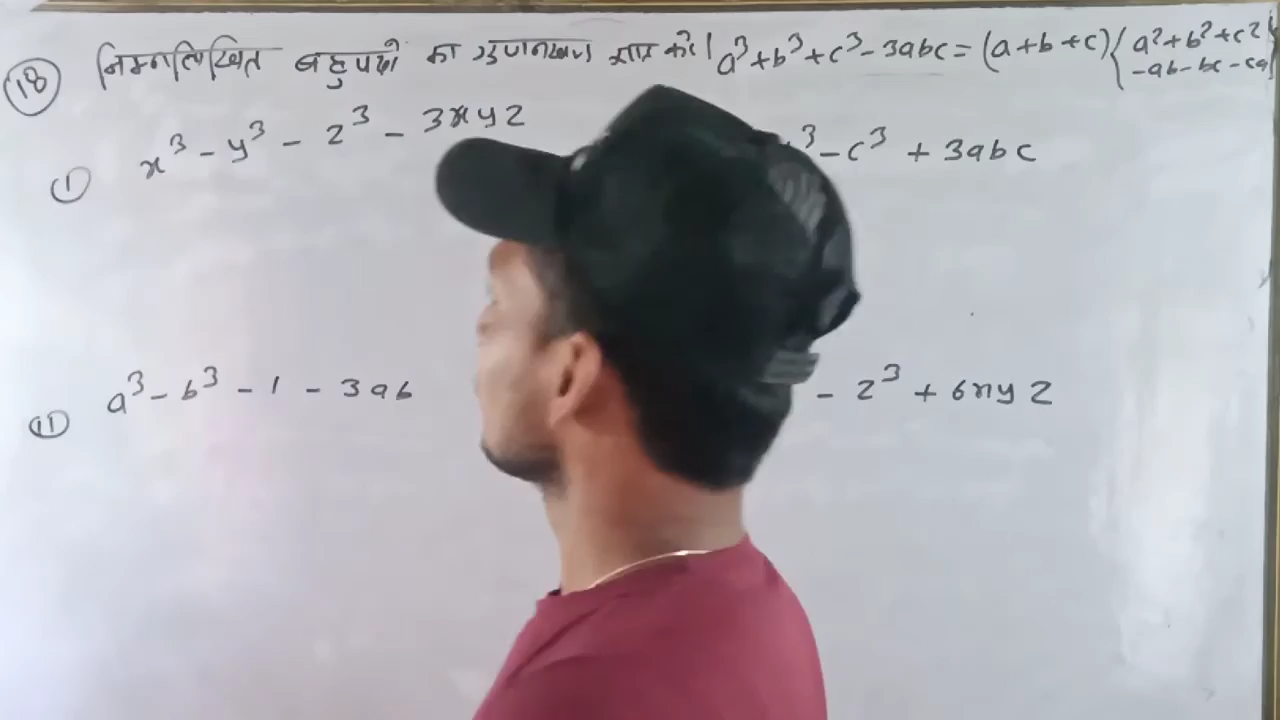 (18) निम्नलिखित बहुपदो का गुणनखण्ड ज्ञात करें। a³+b³+c³-3abc=(a+b+c){a²+b²+c²
-ab-bc-ca}
(i) x³-y³-z³-3xyz
³-c³+3abc
(ii) a³-b³-1-3ab
-z³+6xyz